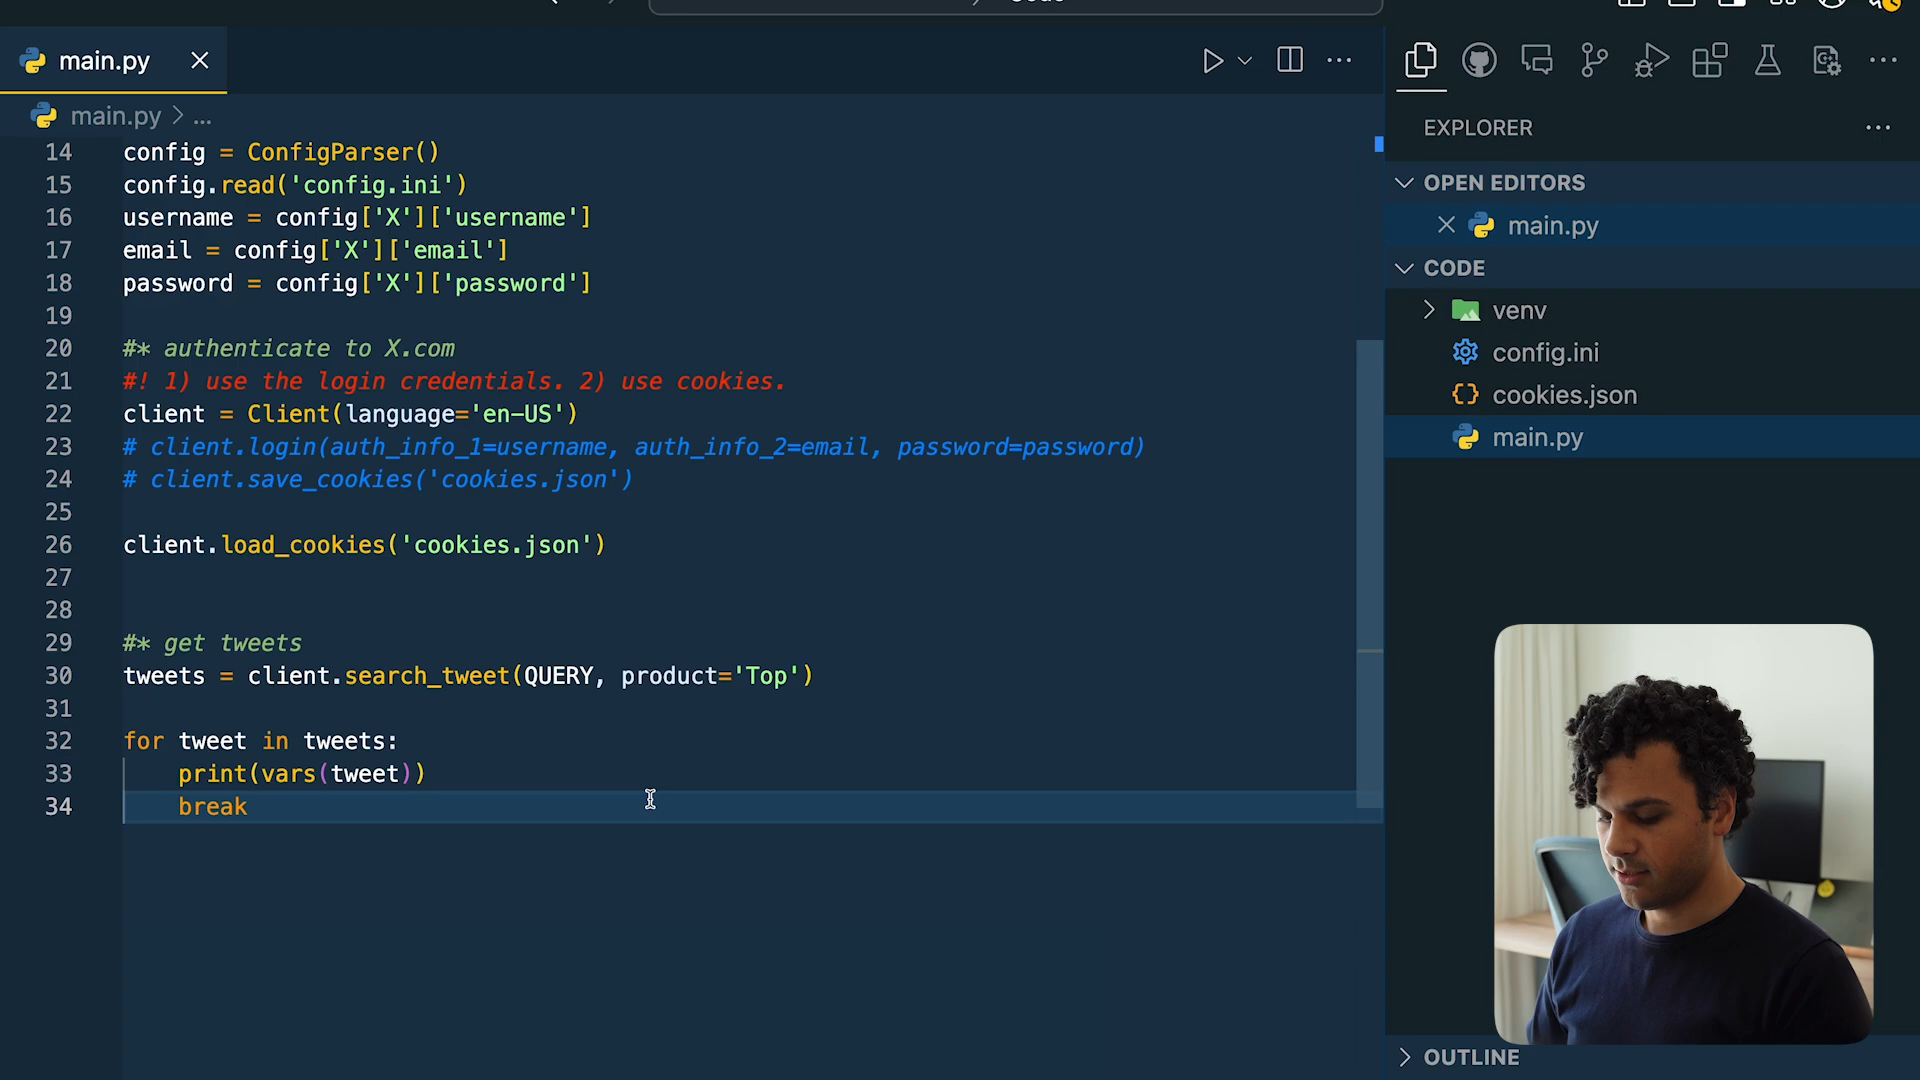 main.py
main.py > ...
14 config = ConfigParser()
15 config.read('config.ini')
16 username = config['X']['username']
17 email = config['X']['email']
18 password = config['X']['password']
19
20 #* authenticate to X.com
21 #! 1) use the login credentials. 2) use cookies.
22 client = Client(language='en-US')
23 # client.login(auth_info_1=username, auth_info_2=email, password=password)
24 # client.save_cookies('cookies.json')
25
26 client.load_cookies('cookies.json')
27
28
29 #* get tweets
30 tweets = client.search_tweet(QUERY, product='Top')
31
32 for tweet in tweets:
33     print(vars(tweet))
34     break
EXPLORER
OPEN EDITORS
main.py
CODE
venv
config.ini
cookies.json
main.py
OUTLINE